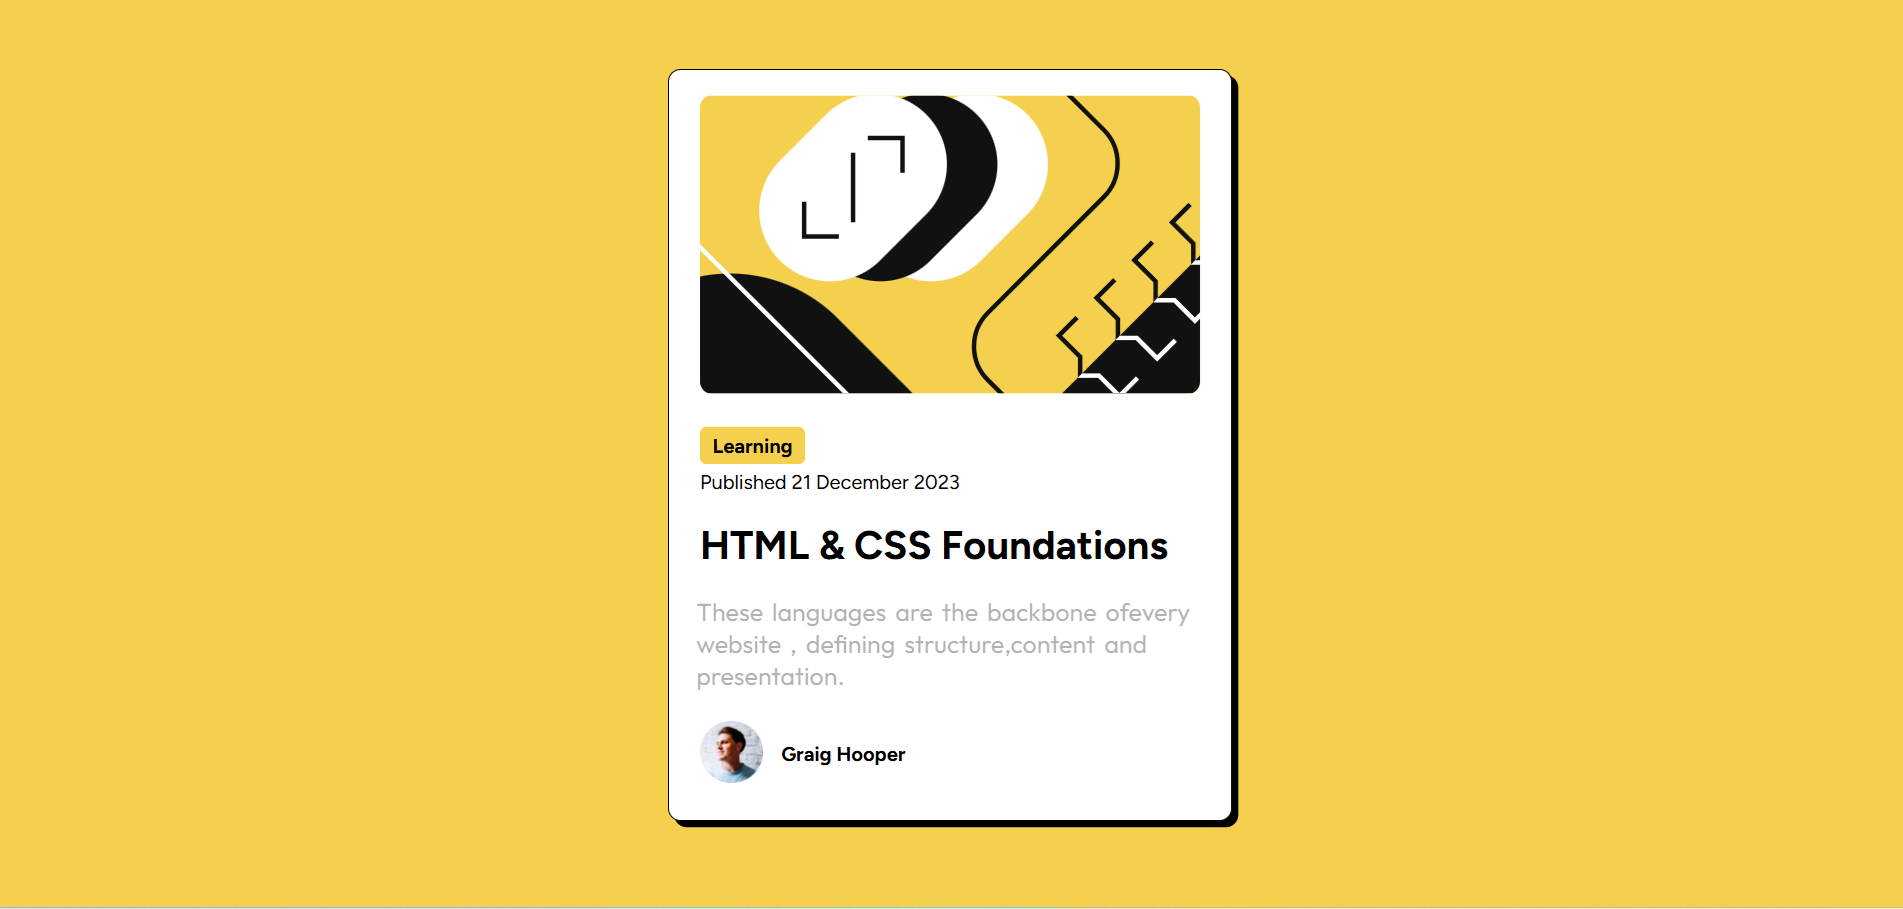 Learning
Published 21 December 2023
HTML & CSS Foundations
These languages are the backbone ofevery
website , defining structure,content and
presentation.
Graig Hooper